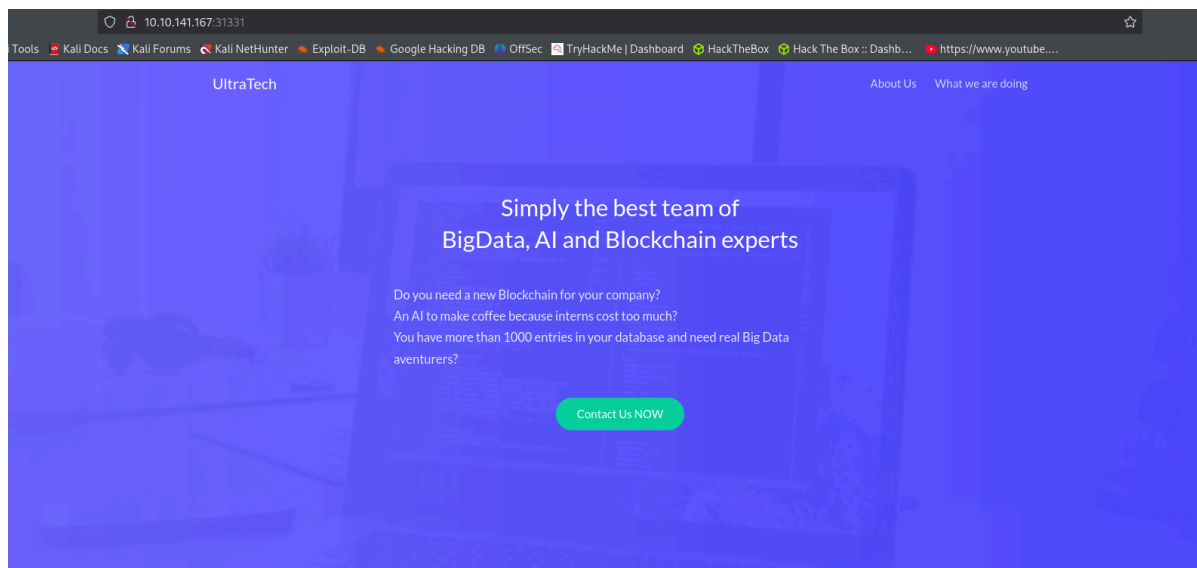 10.10.141.167:31331
Tools Kali Docs Kali Forums Kali NetHunter Exploit-DB Google Hacking DB OffSec TryHackMe | Dashboard HackTheBox Hack The Box :: Dashb... https://www.youtube....
UltraTech About Us What we are doing
Simply the best team of
BigData, AI and Blockchain experts
Do you need a new Blockchain for your company?
An AI to make coffee because interns cost too much?
You have more than 1000 entries in your database and need real Big Data
aventurers?
Contact Us NOW